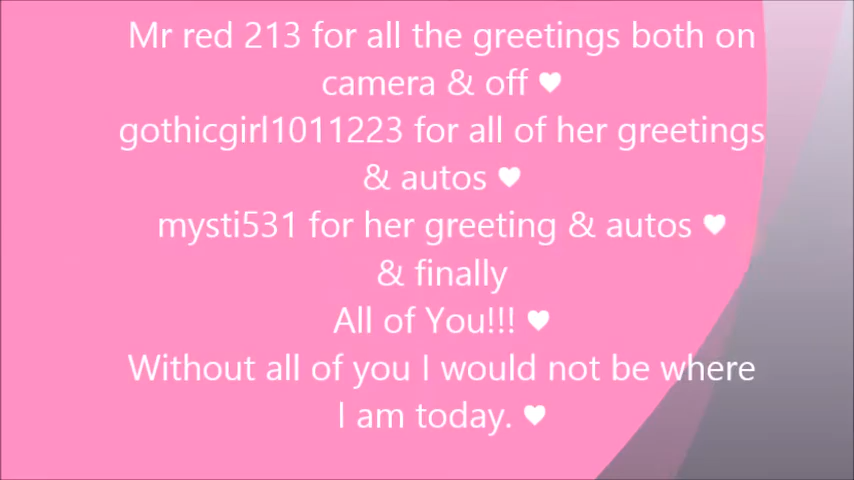 Mr red 213 for all the greetings both on
camera & off ♥
gothicgirl1011223 for all of her greetings
& autos ♥
mysti531 for her greeting & autos ♥
& finally
All of You!!! ♥
Without all of you I would not be where
I am today. ♥